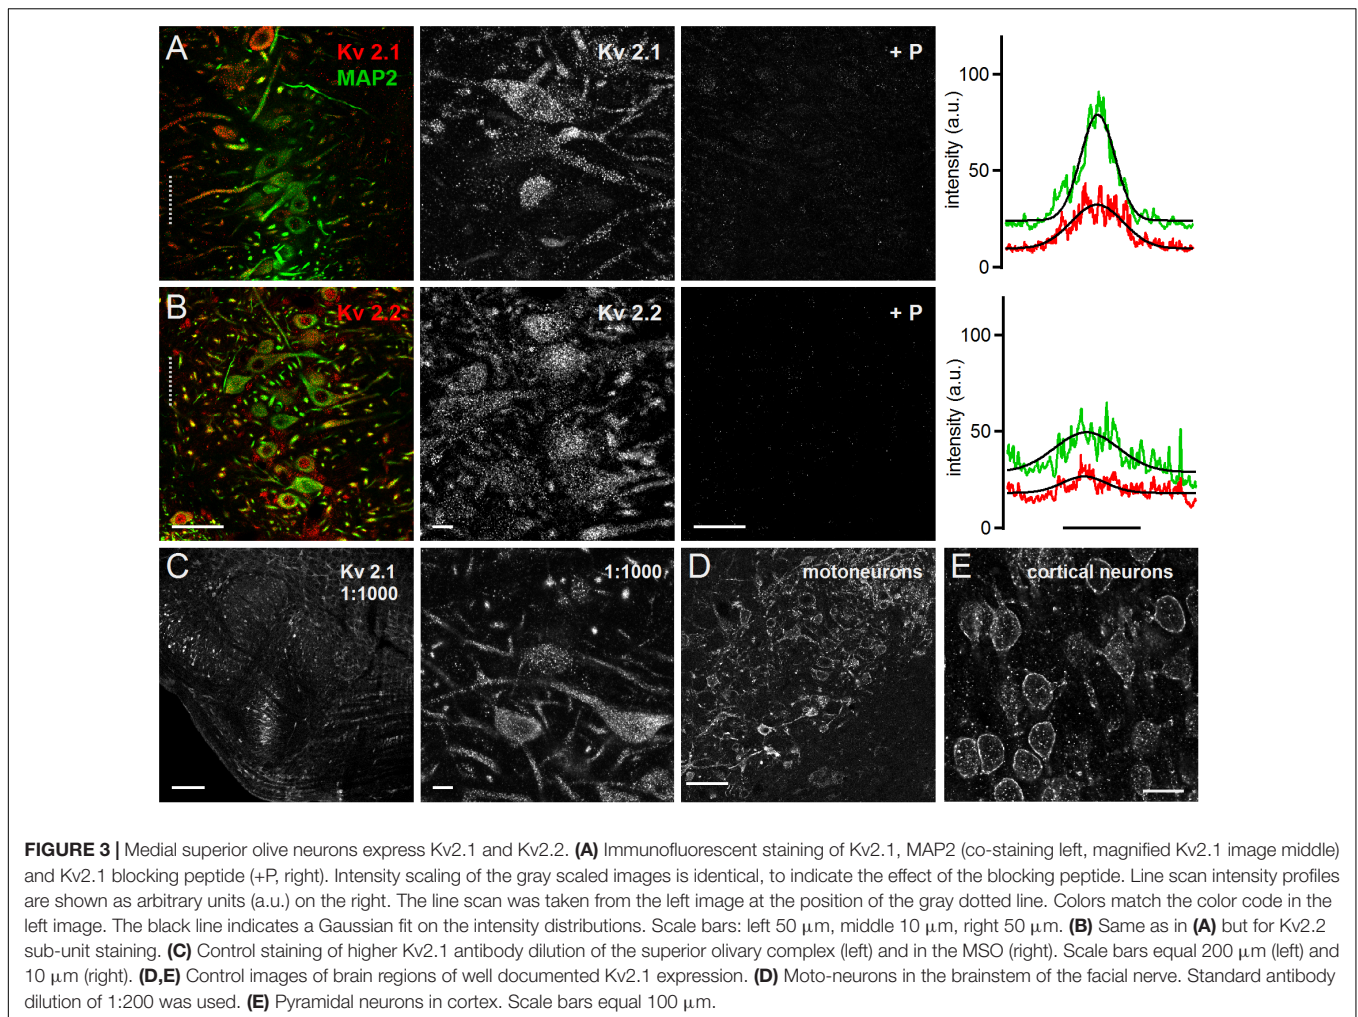 A
Kv 2.1
MAP2
Kv 2.1
+ P
intensity (a.u.)
100
50
0
B
Kv 2.2
Kv 2.2
+ P
intensity (a.u.)
100
50
0
C
Kv 2.1
1:1000
1:1000
D
motoneurons
E
cortical neurons
FIGURE 3 | Medial superior olive neurons express Kv2.1 and Kv2.2. (A) Immunofluorescent staining of Kv2.1, MAP2 (co-staining left, magnified Kv2.1 image middle)
and Kv2.1 blocking peptide (+P, right). Intensity scaling of the gray scaled images is identical, to indicate the effect of the blocking peptide. Line scan intensity profiles
are shown as arbitrary units (a.u.) on the right. The line scan was taken from the left image at the position of the gray dotted line. Colors match the color code in the
left image. The black line indicates a Gaussian fit on the intensity distributions. Scale bars: left 50 μm, middle 10 μm, right 50 μm. (B) Same as in (A) but for Kv2.2
sub-unit staining. (C) Control staining of higher Kv2.1 antibody dilution of the superior olivary complex (left) and in the MSO (right). Scale bars equal 200 μm (left) and
10 μm (right). (D,E) Control images of brain regions of well documented Kv2.1 expression. (D) Moto-neurons in the brainstem of the facial nerve. Standard antibody
dilution of 1:200 was used. (E) Pyramidal neurons in cortex. Scale bars equal 100 μm.